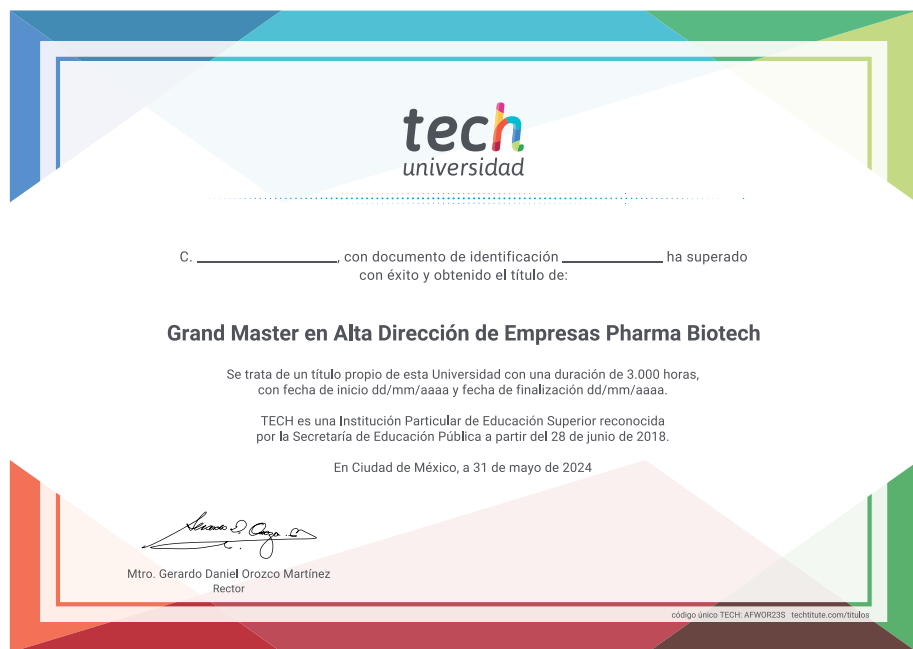 tech
universidad
C. ____________, con documento de identificación ____________ ha superado
con éxito y obtenido el título de:
Grand Master en Alta Dirección de Empresas Pharma Biotech
Se trata de un título propio de esta Universidad con una duración de 3.000 horas,
con fecha de inicio dd/mm/aaaa y fecha de finalización dd/mm/aaaa.
TECH es una Institución Particular de Educación Superior reconocida
por la Secretaría de Educación Pública a partir del 28 de junio de 2018.
En Ciudad de México, a 31 de mayo de 2024
Mtro. Gerardo Daniel Orozco Martínez
Rector
código único TECH: AFWOR23S techtitute.com/titulos